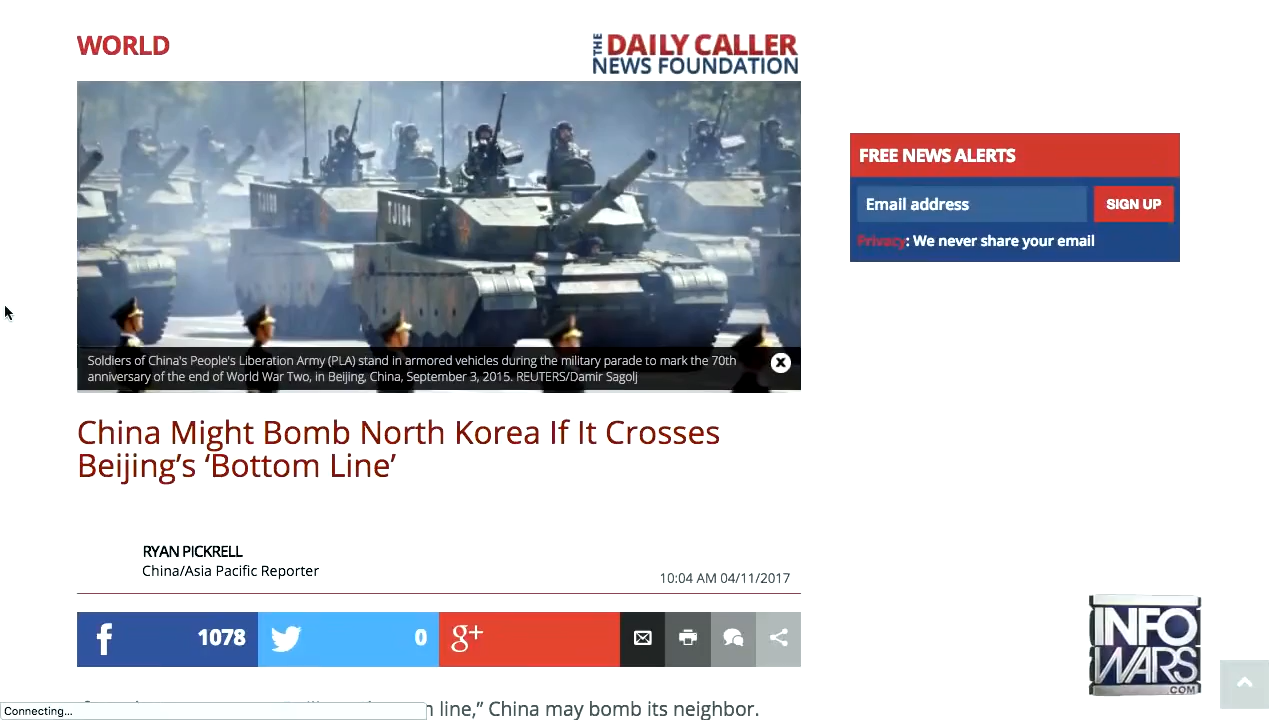 WORLD
THE DAILY CALLER
NEWS FOUNDATION
FREE NEWS ALERTS
Email address
SIGN UP
Privacy: We never share your email
TJ184
Soldiers of China's People's Liberation Army (PLA) stand in armored vehicles during the military parade to mark the 70th
anniversary of the end of World War Two, in Beijing, China, September 3, 2015. REUTERS/Damir Sagolj
China Might Bomb North Korea If It Crosses
Beijing's ‘Bottom Line’
RYAN PICKRELL
China/Asia Pacific Reporter
10:04 AM 04/11/2017
f 1078
0
g+
INFO
WARS
.COM
line,” China may bomb its neighbor.
Connecting...